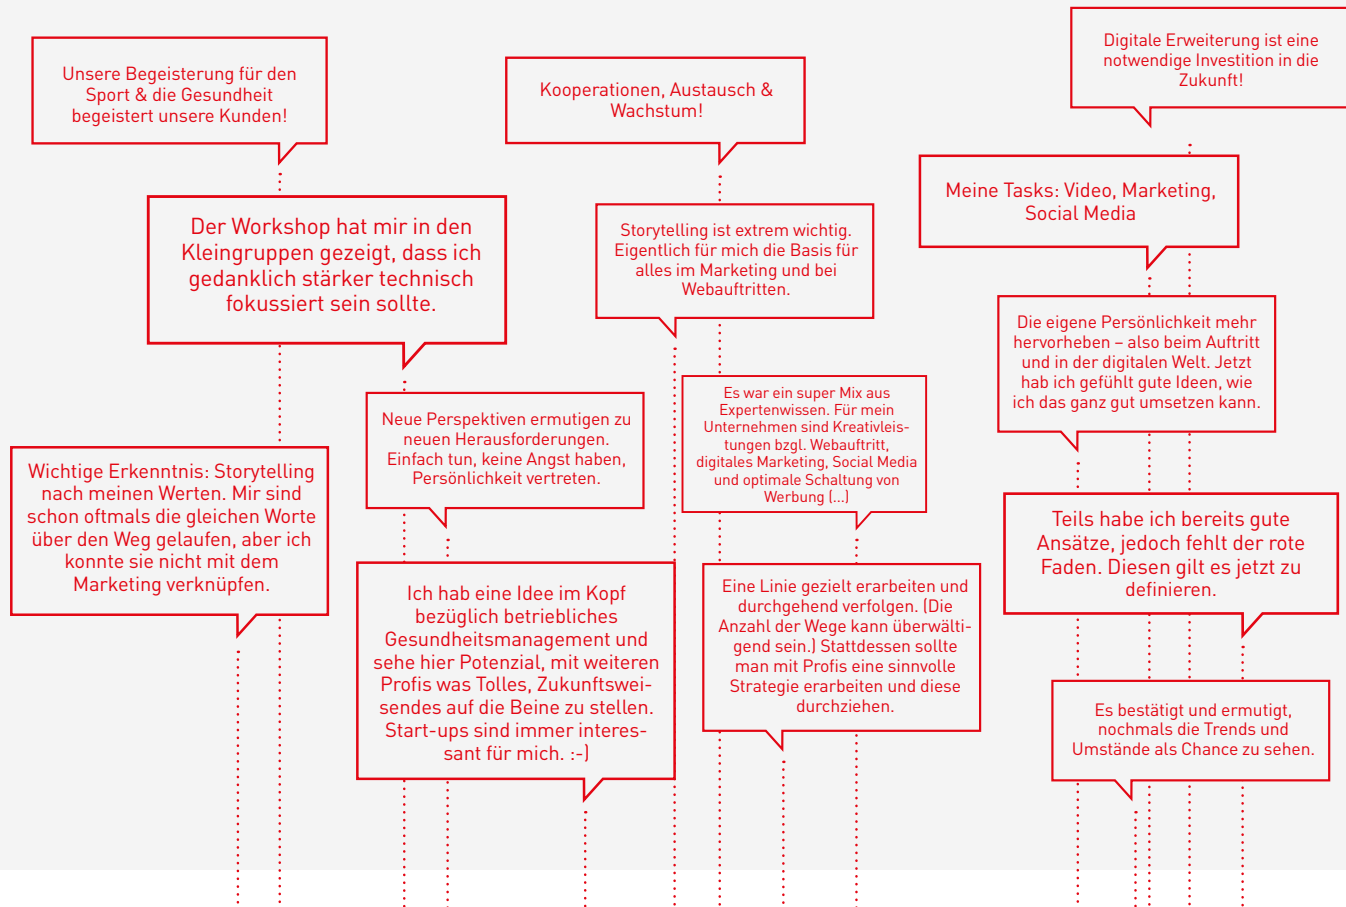 Unsere Begeisterung für den
Sport & die Gesundheit
begeistert unsere Kunden!
Kooperationen, Austausch &
Wachstum!
Digitale Erweiterung ist eine
notwendige Investition in die
Zukunft!
Der Workshop hat mir in den
Kleingruppen gezeigt, dass ich
gedanklich stärker technisch
fokussiert sein sollte.
Storytelling ist extrem wichtig.
Eigentlich für mich die Basis für
alles im Marketing und bei
Webauftritten.
Meine Tasks: Video, Marketing,
Social Media
Die eigene Persönlichkeit mehr
hervorheben – also beim Auftritt
und in der digitalen Welt. Jetzt
hab ich gefühlt gute Ideen, wie
ich das ganz gut umsetzen kann.
Neue Perspektiven ermutigen zu
neuen Herausforderungen.
Einfach tun, keine Angst haben,
Persönlichkeit vertreten.
Es war ein super Mix aus
Expertenwissen. Für mein
Unternehmen sind Kreativleis-
tungen bzgl. Webauftritt,
digitales Marketing, Social Media
und optimale Schaltung von
Werbung (...)
Wichtige Erkenntnis: Storytelling
nach meinen Werten. Mir sind
schon oftmals die gleichen Worte
über den Weg gelaufen, aber ich
konnte sie nicht mit dem
Marketing verknüpfen.
Teils habe ich bereits gute
Ansätze, jedoch fehlt der rote
Faden. Diesen gilt es jetzt zu
definieren.
Ich hab eine Idee im Kopf
bezüglich betriebliches
Gesundheitsmanagement und
sehe hier Potenzial, mit weiteren
Profis was Tolles, Zukunftswei-
sendes auf die Beine zu stellen.
Start-ups sind immer interes-
sant für mich. :-)
Eine Linie gezielt erarbeiten und
durchgehend verfolgen. (Die
Anzahl der Wege kann überwälti-
gend sein.) Stattdessen sollte
man mit Profis eine sinnvolle
Strategie erarbeiten und diese
durchziehen.
Es bestätigt und ermutigt,
nochmals die Trends und
Umstände als Chance zu sehen.